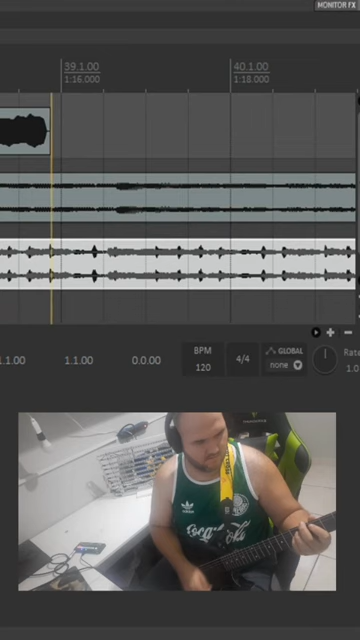 MONITOR FX
39.1.00
1:16.000
40.1.00
1:18.000
1.1.00
1.1.00
0.0.00
BPM
120
4/4
GLOBAL
none
Rate
1.0
adidas
Coca